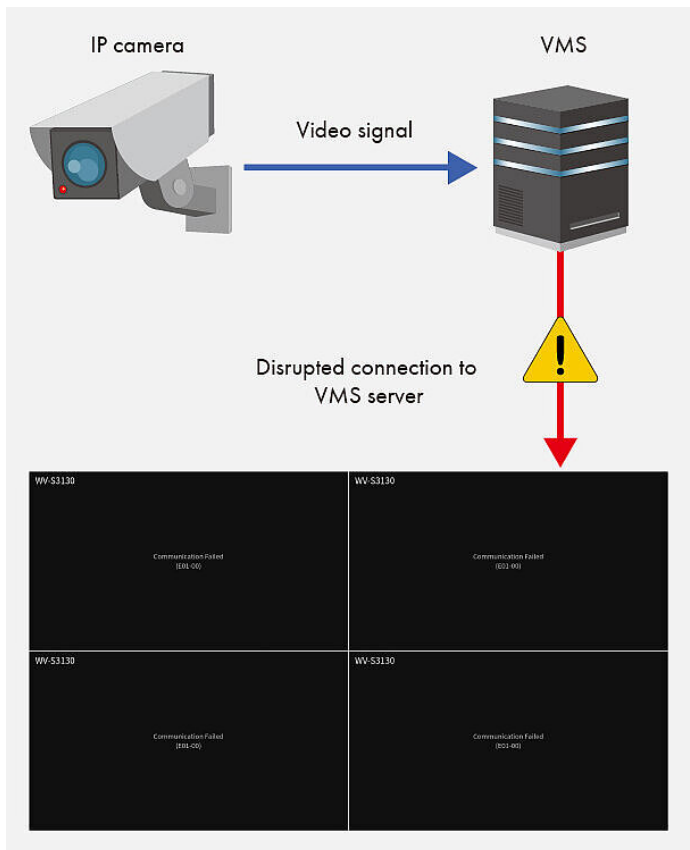 IP camera
VMS
Video signal
Disrupted connection to
VMS server
WV-S3130
WV-S3130
Communication Failed
(E01-00)
Communication Failed
(E01-00)
WV-S3130
WV-S3130
Communication Failed
(E01-00)
Communication Failed
(E01-00)